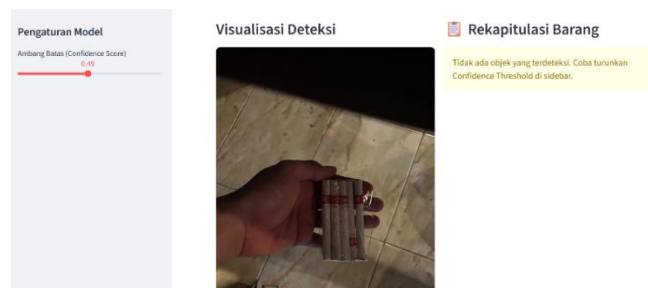 Pengaturan Model
Ambang Batas (Confidence Score)
0.49
Visualisasi Deteksi
Rekapitulasi Barang
Tidak ada objek yang terdeteksi. Coba turunkan
Confidence Threshold di sidebar.